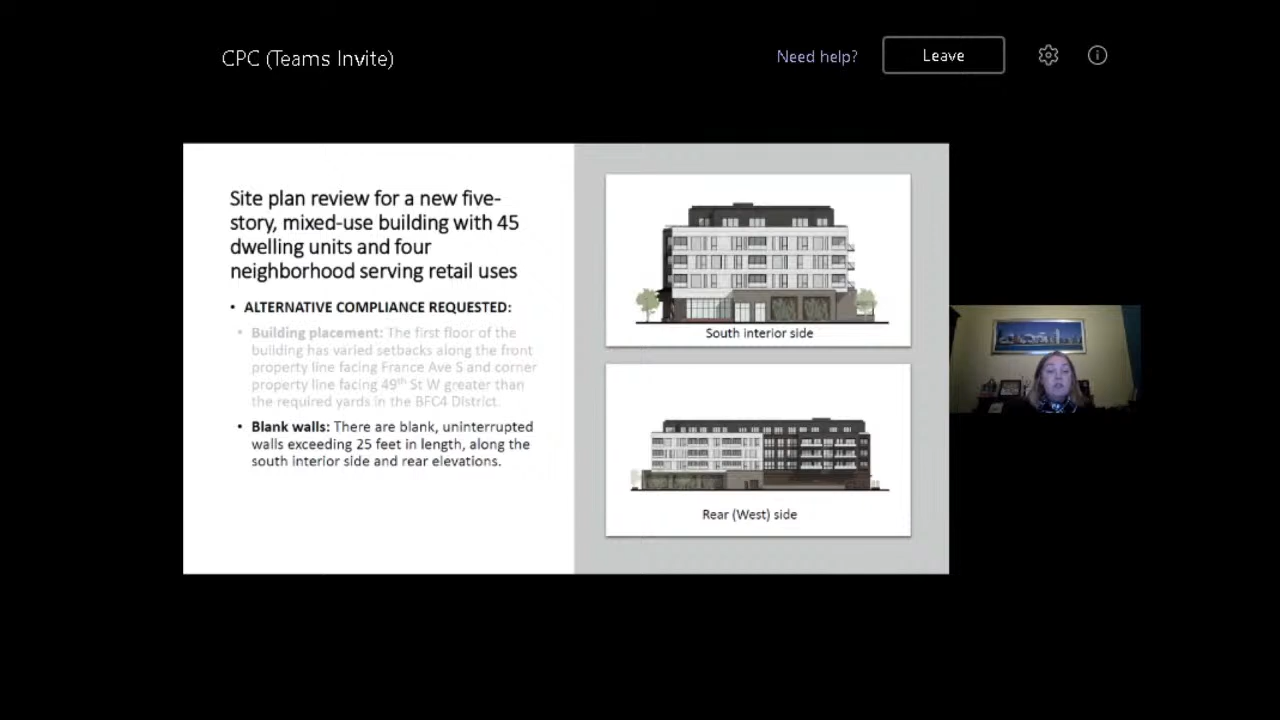 CPC (Teams Invite)
Need help?
Leave
Site plan review for a new five-
story, mixed-use building with 45
dwelling units and four
neighborhood serving retail uses
• ALTERNATIVE COMPLIANCE REQUESTED:
• Building placement: The first floor of the
building has varied setbacks along the front
property line facing France Ave S and corner
property line facing 49th St W greater than
the required yards in the BFC4 District.
• Blank walls: There are blank, uninterrupted
walls exceeding 25 feet in length, along the
south interior side and rear elevations.
South interior side
Rear (West) side